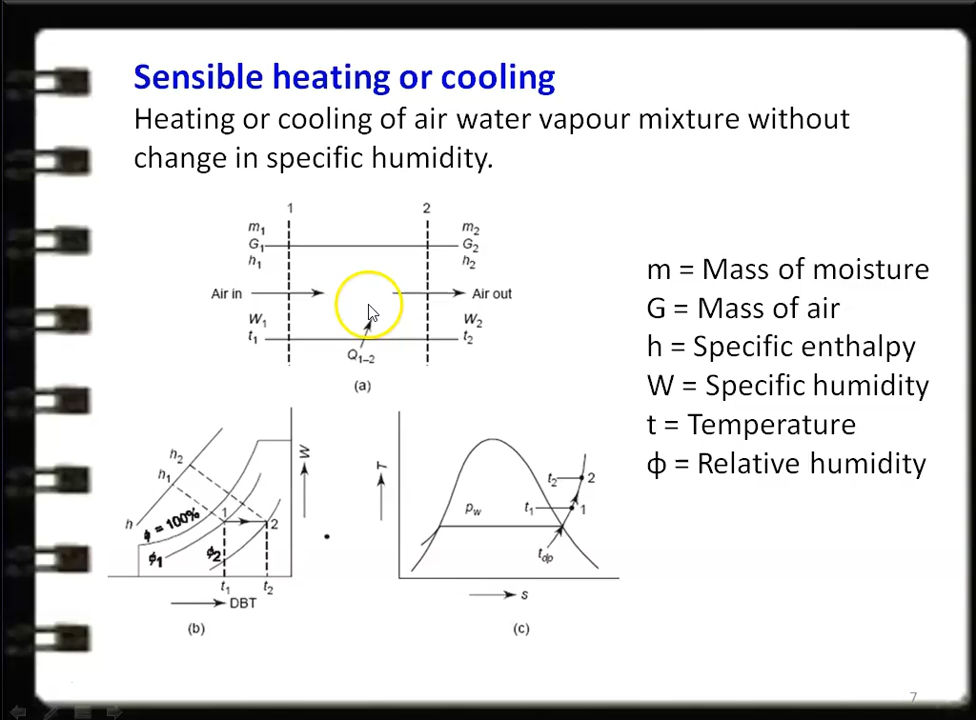 Sensible heating or cooling
Heating or cooling of air water vapour mixture without
change in specific humidity.
1 2
m₁ m₂
G₁ G₂
h₁ h₂
Air in Air out
W₁ W₂
t₁ t₂
Q₁₋₂
(a)
m = Mass of moisture
G = Mass of air
h = Specific enthalpy
W = Specific humidity
t = Temperature
ϕ = Relative humidity
h₂
h₁
h
ϕ = 100%
ϕ₁
ϕ₂
1
2
W
t₁ t₂
DBT
(b)
T
t₂ 2
p_w t₁ 1
t_dp
s
(c)
7